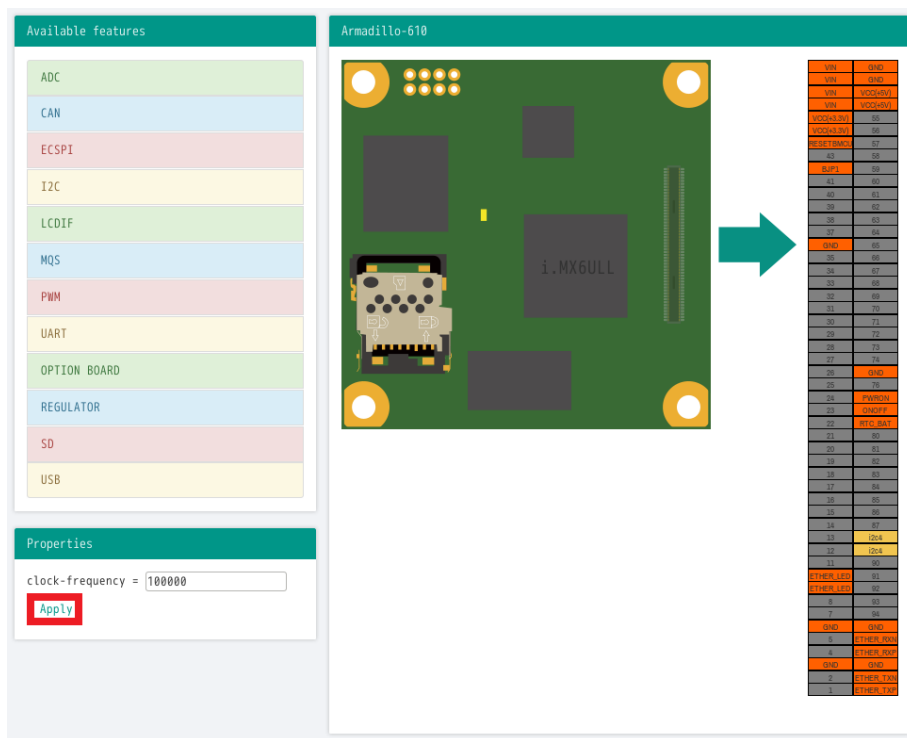 Available features
ADC
CAN
ECSPI
I2C
LCDIF
MQS
PWM
UART
OPTION BOARD
REGULATOR
SD
USB
Properties
clock-frequency = 100000
Apply
Armadillo-610
i.MX6ULL
VIN GND
VIN GND
VIN VCC(+5V)
VIN VCC(+5V)
VCC(+3.3V) 55
VCC(+3.3V) 56
RESETBMCU 57
43 58
BJP1 59
41 60
40 61
39 62
38 63
37 64
GND 65
35 66
34 67
33 68
32 69
31 70
30 71
29 72
28 73
27 74
26 GND
25 76
24 PWRON
23 ONOFF
22 RTC_BAT
21 80
20 81
19 82
18 83
17 84
16 85
15 86
14 87
13 i2c4
12 i2c4
11 90
ETHER_LED 91
ETHER_LED 92
8 93
7 94
GND GND
5 ETHER_RXN
4 ETHER_RXP
GND GND
2 ETHER_TXN
1 ETHER_TXP